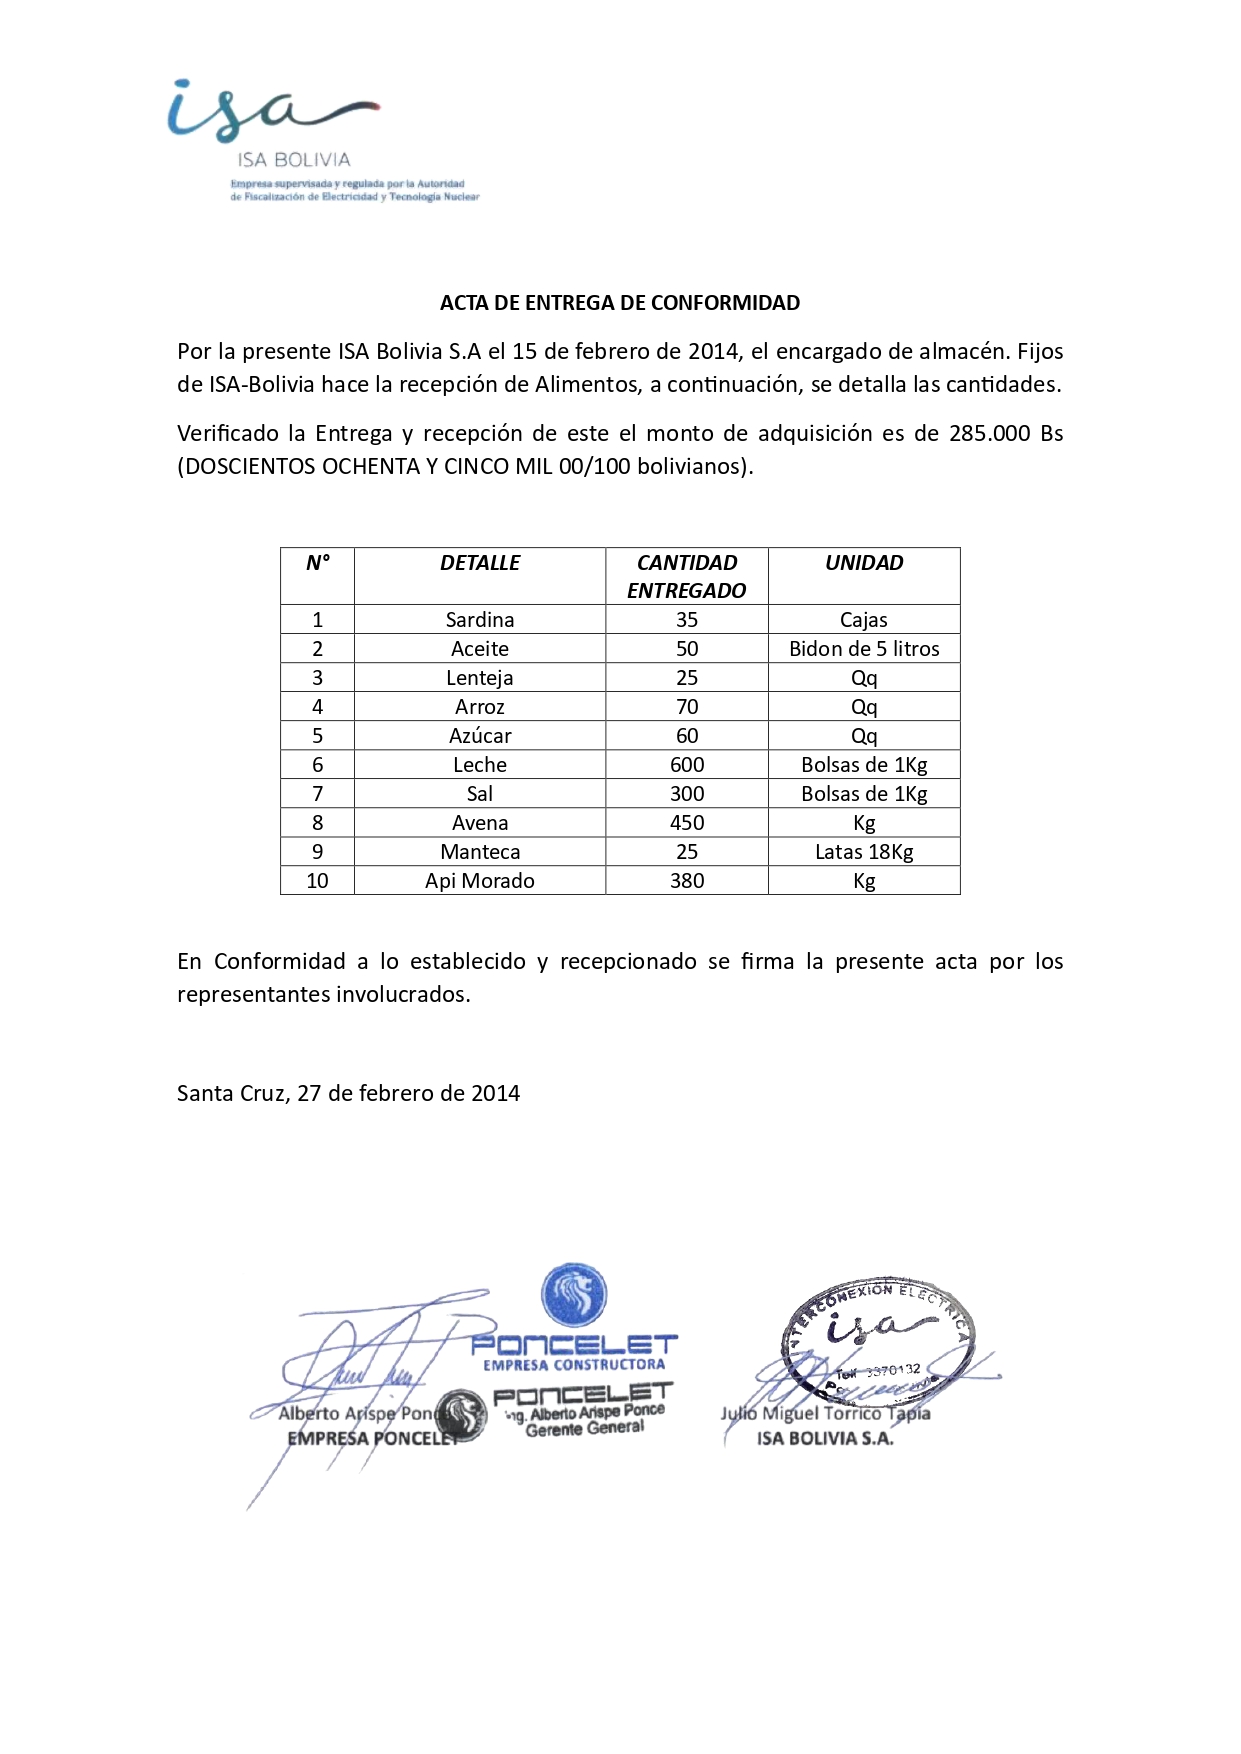 isa
ISA BOLIVIA
Empresa supervisada y regulada por la Autoridad
de Fiscalización de Electricidad y Tecnología Nuclear
ACTA DE ENTREGA DE CONFORMIDAD
Por la presente ISA Bolivia S.A el 15 de febrero de 2014, el encargado de almacén. Fijos
de ISA-Bolivia hace la recepción de Alimentos, a continuación, se detalla las cantidades.
Verificado la Entrega y recepción de este el monto de adquisición es de 285.000 Bs
(DOSCIENTOS OCHENTA Y CINCO MIL 00/100 bolivianos).
N° DETALLE CANTIDAD ENTREGADO UNIDAD
1 Sardina 35 Cajas
2 Aceite 50 Bidon de 5 litros
3 Lenteja 25 Qq
4 Arroz 70 Qq
5 Azúcar 60 Qq
6 Leche 600 Bolsas de 1Kg
7 Sal 300 Bolsas de 1Kg
8 Avena 450 Kg
9 Manteca 25 Latas 18Kg
10 Api Morado 380 Kg
En Conformidad a lo establecido y recepcionado se firma la presente acta por los
representantes involucrados.
Santa Cruz, 27 de febrero de 2014
PONCELET
EMPRESA CONSTRUCTORA
PONCELET
Ing. Alberto Arispe Ponce
Gerente General
Alberto Arispe Ponce
EMPRESA PONCELET
INTERCONEXIÓN ELECTRICA
isa
Telf 3370132
Julio Miguel Torrico Tapia
ISA BOLIVIA S.A.